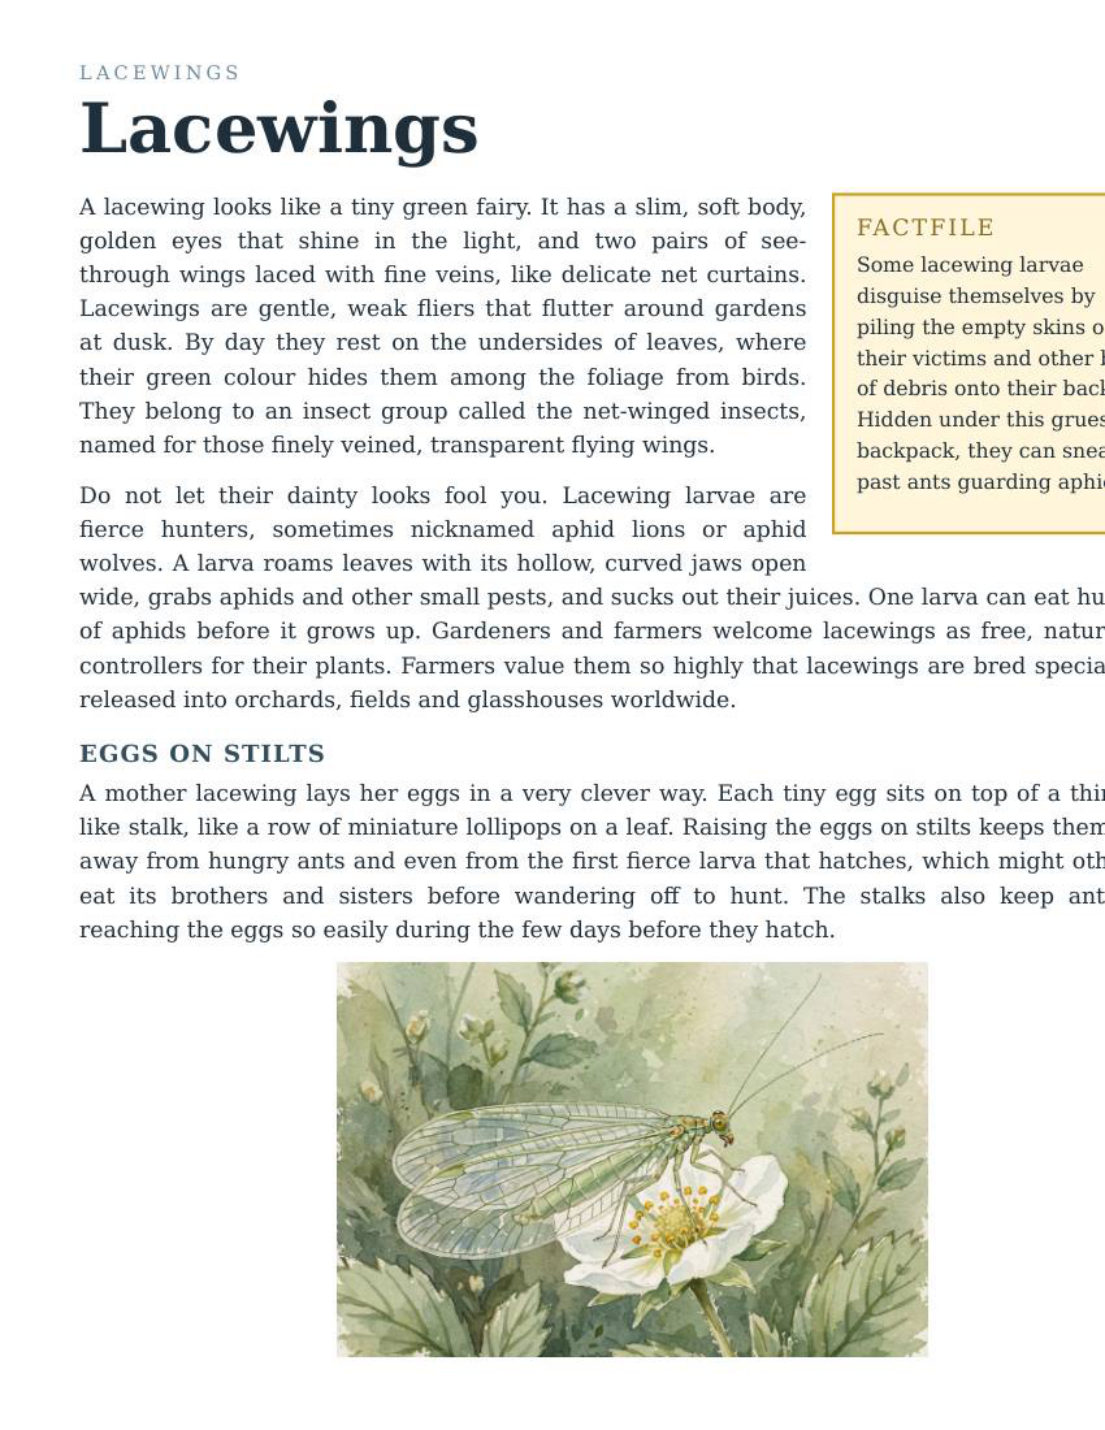 LACEWINGS
Lacewings
A lacewing looks like a tiny green fairy. It has a slim, soft body,
golden eyes that shine in the light, and two pairs of see-
through wings laced with fine veins, like delicate net curtains.
Lacewings are gentle, weak fliers that flutter around gardens
at dusk. By day they rest on the undersides of leaves, where
their green colour hides them among the foliage from birds.
They belong to an insect group called the net-winged insects,
named for those finely veined, transparent flying wings.
Do not let their dainty looks fool you. Lacewing larvae are
fierce hunters, sometimes nicknamed aphid lions or aphid
wolves. A larva roams leaves with its hollow, curved jaws open
wide, grabs aphids and other small pests, and sucks out their juices. One larva can eat
of aphids before it grows up. Gardeners and farmers welcome lacewings as free,
controllers for their plants. Farmers value them so highly that lacewings are bred
released into orchards, fields and glasshouses worldwide.
FACTFILE
Some lacewing larvae
disguise themselves by
piling the empty skins
their victims and other
of debris onto their
Hidden under this
backpack, they can
past ants guarding
EGGS ON STILTS
A mother lacewing lays her eggs in a very clever way. Each tiny egg sits on top of a
like stalk, like a row of miniature lollipops on a leaf. Raising the eggs on stilts keeps them
away from hungry ants and even from the first fierce larva that hatches, which might
eat its brothers and sisters before wandering off to hunt. The stalks also keep
reaching the eggs so easily during the few days before they hatch.